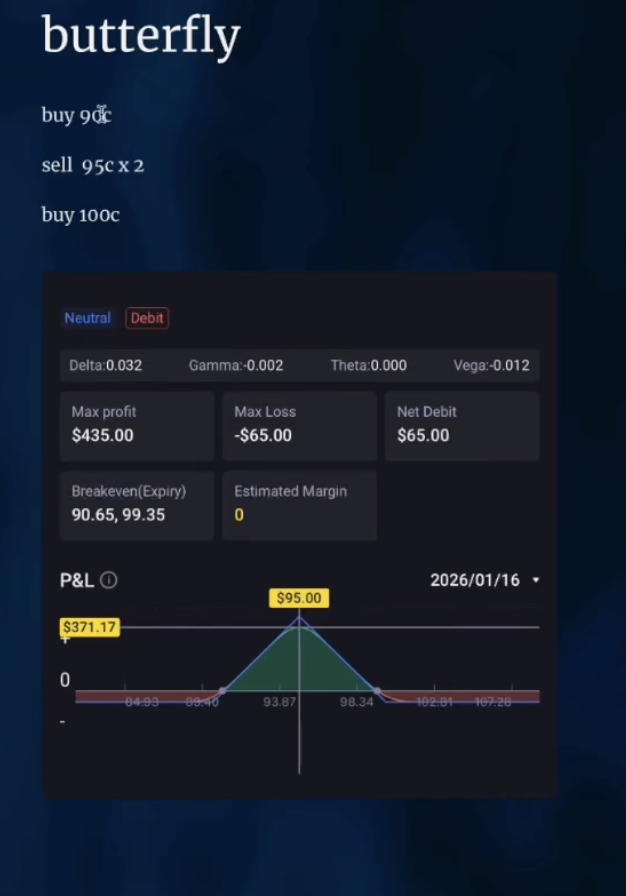 butterfly
buy 90c
sell 95c x 2
buy 100c
Neutral Debit
Delta:0.032 Gamma:-0.002 Theta:0.000 Vega:-0.012
Max profit Max Loss Net Debit
$435.00 -$65.00 $65.00
Breakeven(Expiry) Estimated Margin
90.65, 99.35 0
P&L 2026/01/16
$95.00
$371.17
+
0
84.93 89.40 93.87 98.34 102.81 107.28
-